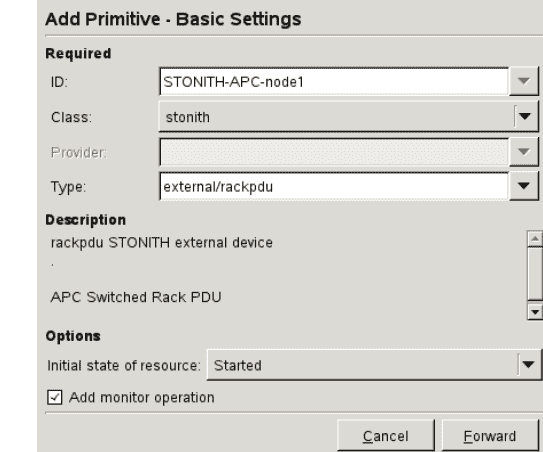 Add Primitive - Basic Settings
Required
ID: STONITH-APC-node1
Class: stonith
Provider:
Type: external/rackpdu
Description
rackpdu STONITH external device
.
APC Switched Rack PDU
Options
Initial state of resource: Started
Add monitor operation
Cancel Forward